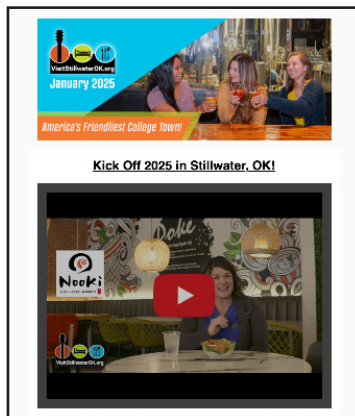 VisitStillwaterOK.org
January 2025
America's Friendliest College Town!
Kick Off 2025 in Stillwater, OK!
Poke
Nooki
VisitStillwaterOK.org